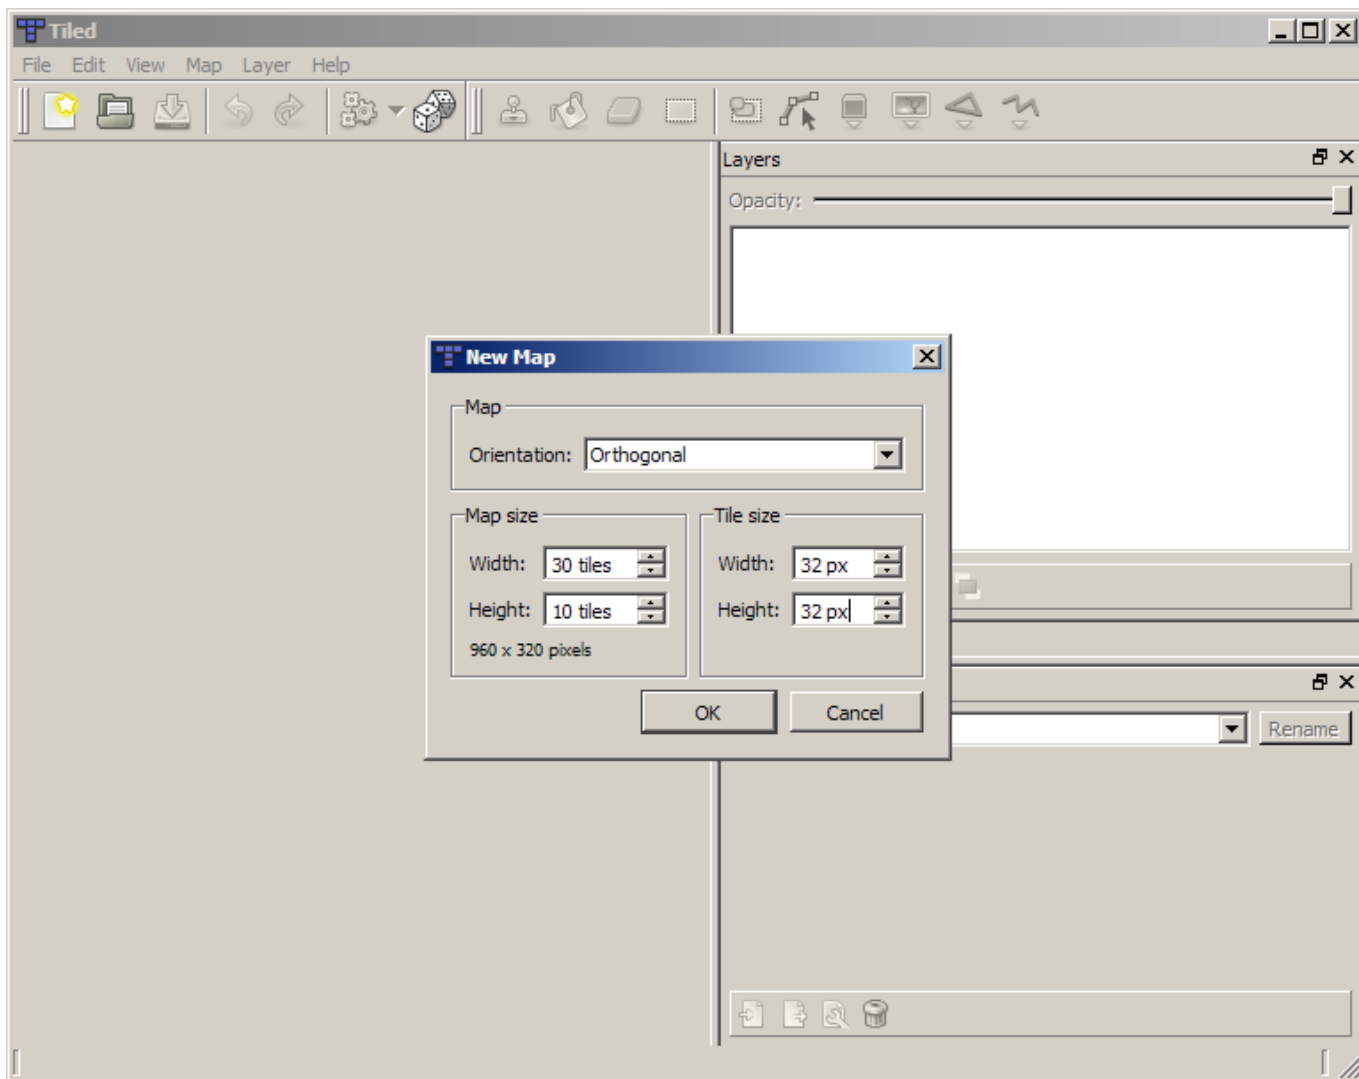 Tiled
File Edit View Map Layer Help
Layers
Opacity:
New Map
Map
Orientation: Orthogonal
Map size
Width: 30 tiles
Height: 10 tiles
960 x 320 pixels
Tile size
Width: 32 px
Height: 32 px
OK Cancel
Rename